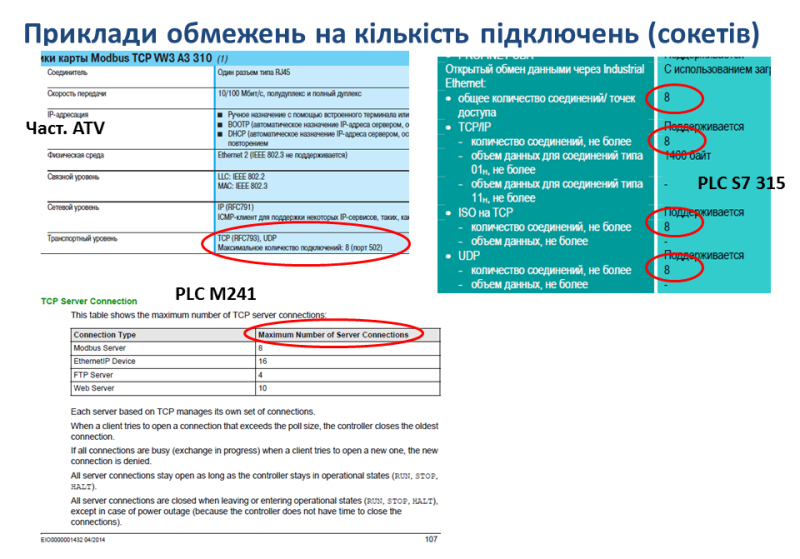 Приклади обмежень на кількість підключень (сокетів)
ки карты Modbus TCP VW3 A3 310 (1)
Соединитель Один разъем типа RJ45
Скорость передачи 10/100 Мбит/с, полудуплекс и полный дуплекс
IP-адресация ■ Ручное назначение с помощью встроенного терминала или
■ BOOTP (автоматическое назначение IP-адреса сервером, о
■ DHCP (автоматическое назначение IP-адреса сервером, ос
повторением
Част. ATV
Физическая среда Ethernet 2 (IEEE 802.3 не поддерживается)
Связной уровень LLC: IEEE 802.2
MAC: IEEE 802.3
Сетевой уровень IP (RFC791)
ICMP-клиент для поддержки некоторых IP-сервисов, таких, как
Транспортный уровень TCP (RFC793), UDP
Максимальное количество подключений: 8 (порт 502)
Открытый обмен данными через Industrial С использованием заг
Ethernet:
• общее количество соединений/ точек 8
доступа
• TCP/IP Поддерживается
- количество соединений, не более 8
- объем данных для соединений типа 1460 байт
01н, не более
- объем данных для соединений типа -
11н, не более
PLC S7 315
• ISO на TCP Поддерживается
- количество соединений, не более 8
- объем данных, не более -
• UDP Поддерживается
- количество соединений, не более 8
- объем данных, не более -
PLC M241
TCP Server Connection
This table shows the maximum number of TCP server connections:
Connection Type Maximum Number of Server Connections
Modbus Server 8
EthernetIP Device 16
FTP Server 4
Web Server 10
Each server based on TCP manages its own set of connections.
When a client tries to open a connection that exceeds the poll size, the controller closes the oldest
connection.
If all connections are busy (exchange in progress) when a client tries to open a new one, the new
connection is denied.
All server connections stay open as long as the controller stays in operational states (RUN, STOP,
HALT).
All server connections are closed when leaving or entering operational states (RUN, STOP, HALT),
except in case of power outage (because the controller does not have time to close the
connections).
EIO0000001432 04/2014 107